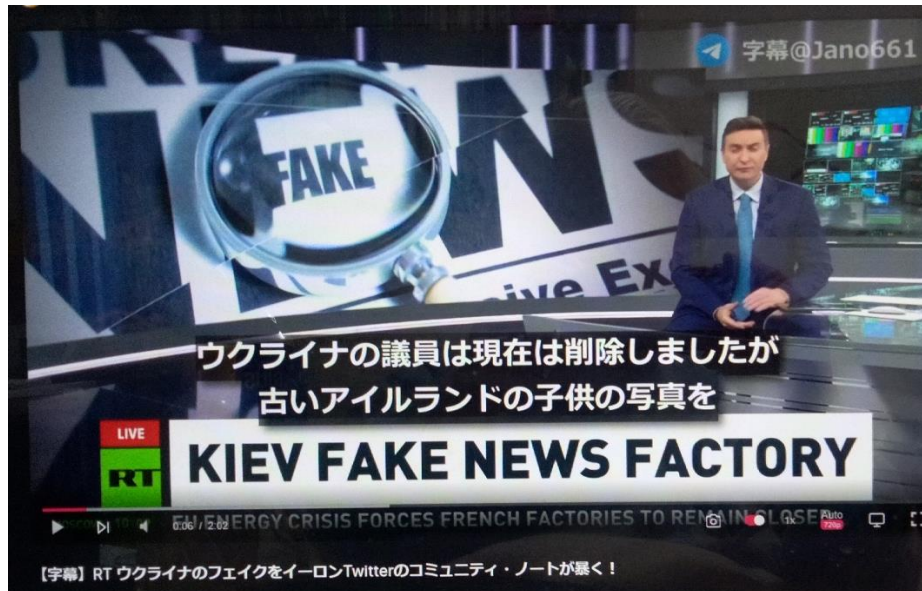 字幕@Jano661
NEWS
FAKE
ive Ex
ウクライナの議員は現在は削除しましたが
古いアイルランドの子供の写真を
LIVE
RT
KIEV FAKE NEWS FACTORY
EU ENERGY CRISIS FORCES FRENCH FACTORIES TO REMAIN CLOSED
0:06 / 2:02
1x
Auto
720p
【字幕】RT ウクライナのフェイクをイーロンTwitterのコミュニティ・ノートが暴く!